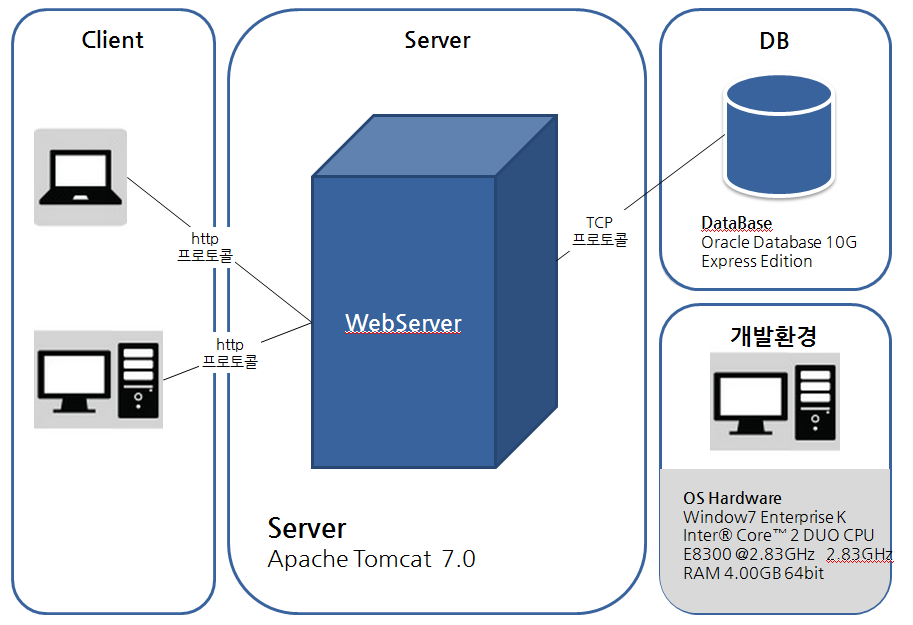 Client
http
프로토콜
http
프로토콜
Server
WebServer
TCP
프로토콜
Server
Apache Tomcat 7.0
DB
DataBase
Oracle Database 10G
Express Edition
개발환경
OS Hardware
Window7 Enterprise K
Inter® Core™ 2 DUO CPU
E8300 @2.83GHz 2.83GHz
RAM 4.00GB 64bit